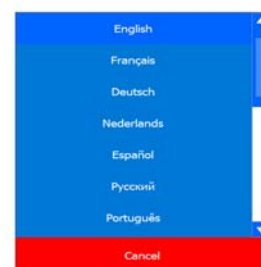 English
Français
Deutsch
Nederlands
Español
Русский
Português
Cancel